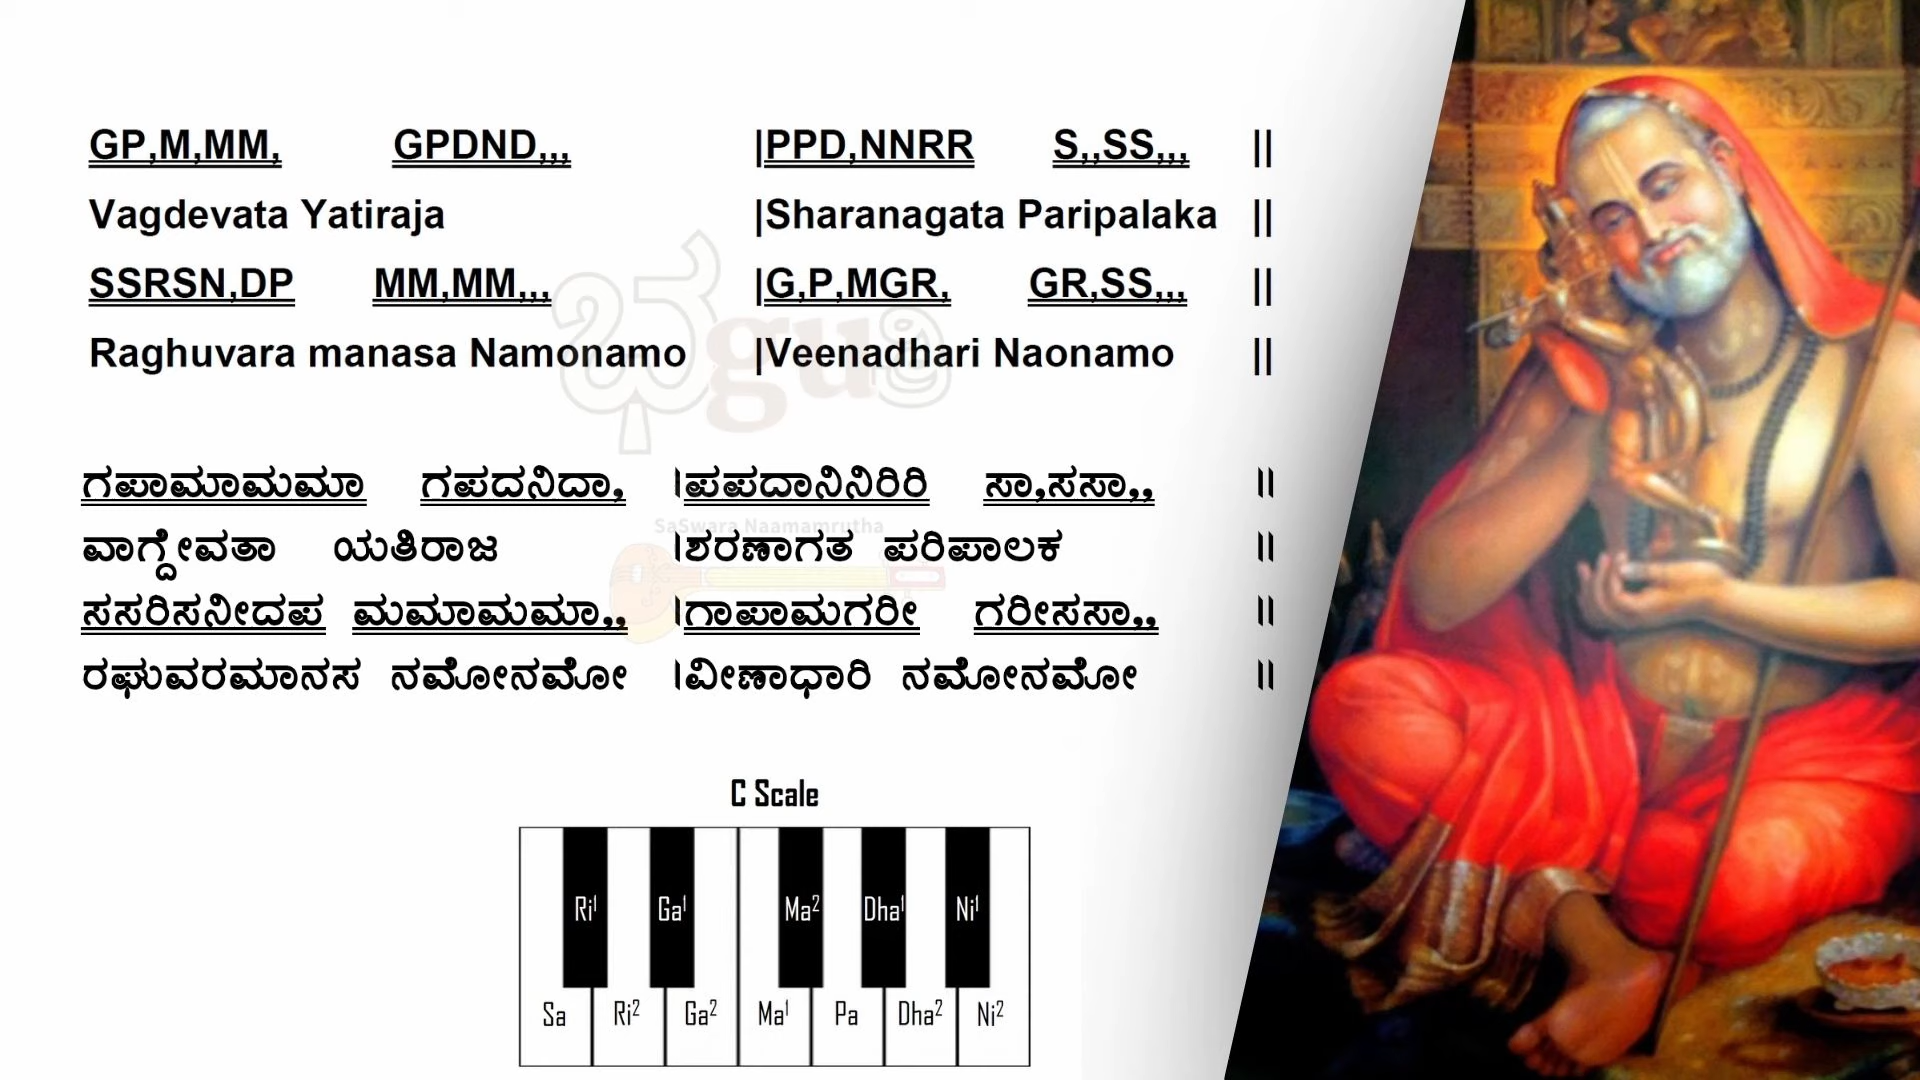 GP,M,MM, GPDND,,, |PPD,NNRR S,,SS,,, ||
Vagdevata Yatiraja |Sharanagata Paripalaka ||
SSRSN,DP MM,MM,,, |G,P,MGR, GR,SS,,, ||
Raghuvara manasa Namonamo |Veenadhari Naonamo ||
ಭguರಿ
ಗಪಾಮಾಮಮಾ ಗಪದನಿದಾ, |ಪಪದಾನಿನಿರಿರಿ ಸಾ,ಸಸಾ,, ||
SaSwara Naamamrutha
ವಾಗ್ದೇವತಾ ಯತಿರಾಜ |ಶರಣಾಗತ ಪರಿಪಾಲಕ ||
ಸಸರಿಸನೀದಪ ಮಮಾಮಮಾ,, |ಗಾಪಾಮಗರೀ ಗರೀಸಸಾ,, ||
ರಘುವರಮಾನಸ ನಮೋನಮೋ |ವೀಣಾಧಾರಿ ನಮೋನಮೋ ||
C Scale
Ri¹ Ga¹ Ma² Dha¹ Ni¹
Sa Ri² Ga² Ma¹ Pa Dha² Ni²